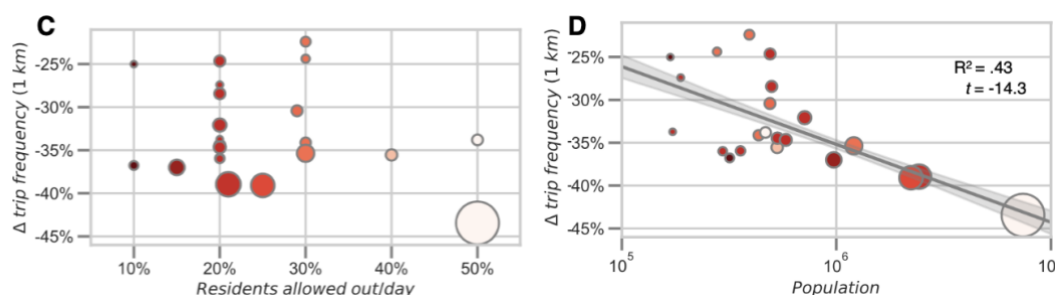 C
Δ trip frequency (1 km)
-25%
-30%
-35%
-40%
-45%
10%
20%
30%
40%
50%
Residents allowed out/day
D
Δ trip frequency (1 km)
-25%
-30%
-35%
-40%
-45%
R² = .43
t = -14.3
10⁵
10⁶
10
Population